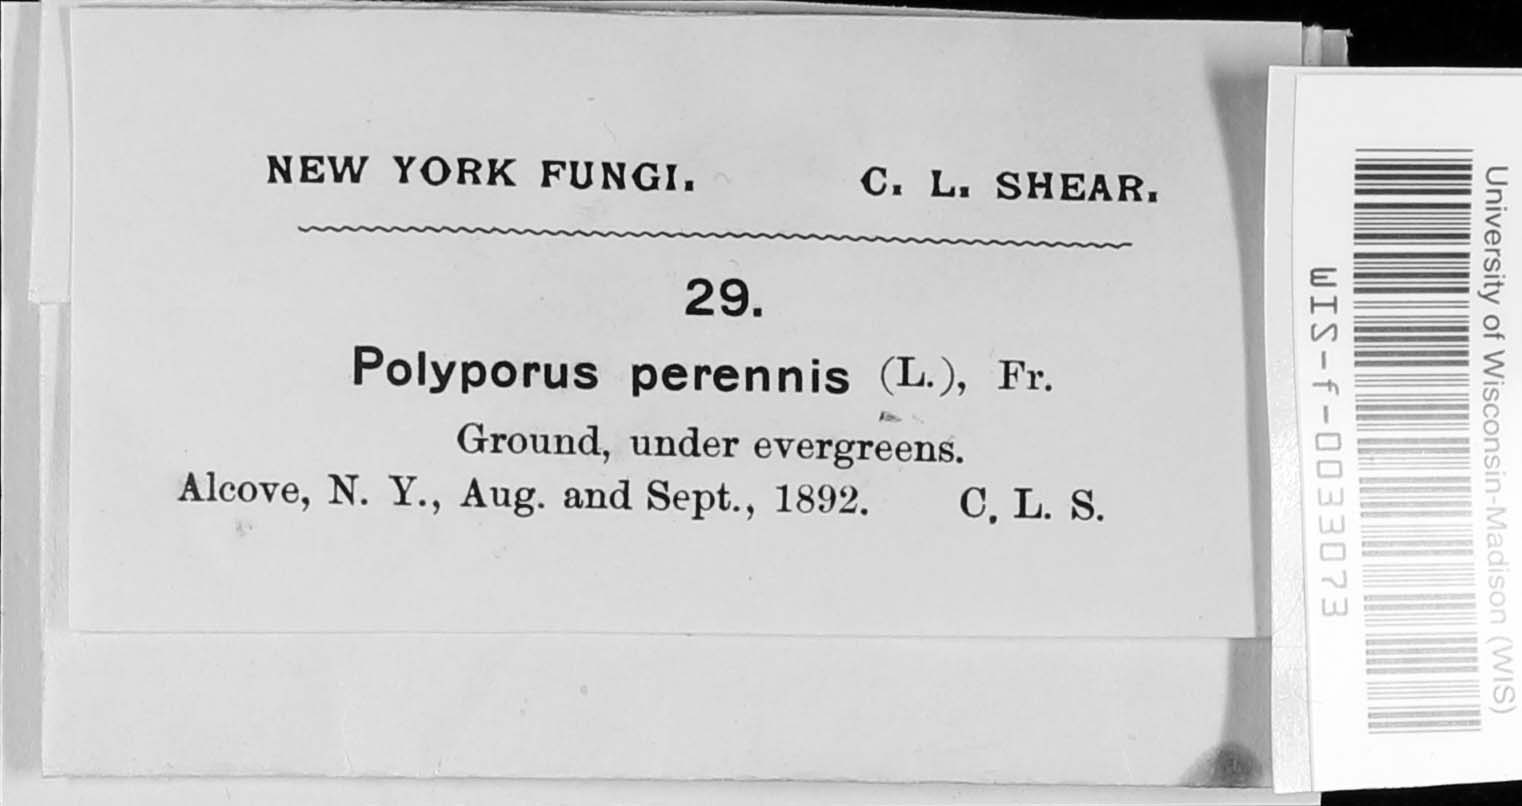 NEW YORK FUNGI. C. L. SHEAR.
29.
Polyporus perennis (L.), Fr.
Ground, under evergreens.
Alcove, N. Y., Aug. and Sept., 1892. C. L. S.
University of Wisconsin-Madison (WIS)
WIS-f-0033073